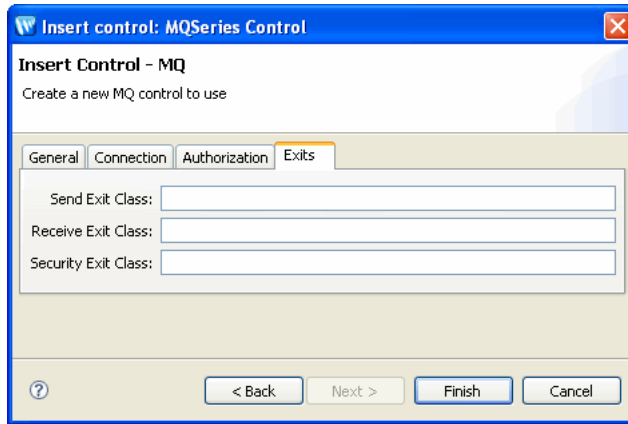 Insert control: MQSeries Control
Insert Control - MQ
Create a new MQ control to use
General Connection Authorization Exits
Send Exit Class:
Receive Exit Class:
Security Exit Class:
? < Back Next > Finish Cancel